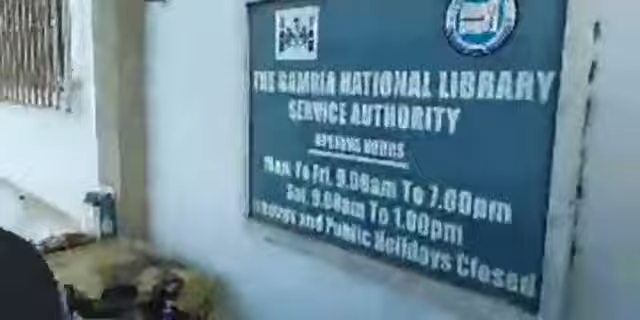 THE GAMBIA NATIONAL LIBRARY
SERVICE AUTHORITY
OPENING HOURS
Mon. To Fri. 9.00am To 7.00pm
Sat. 9.00am To 1.00pm
and Public Holidays Closed